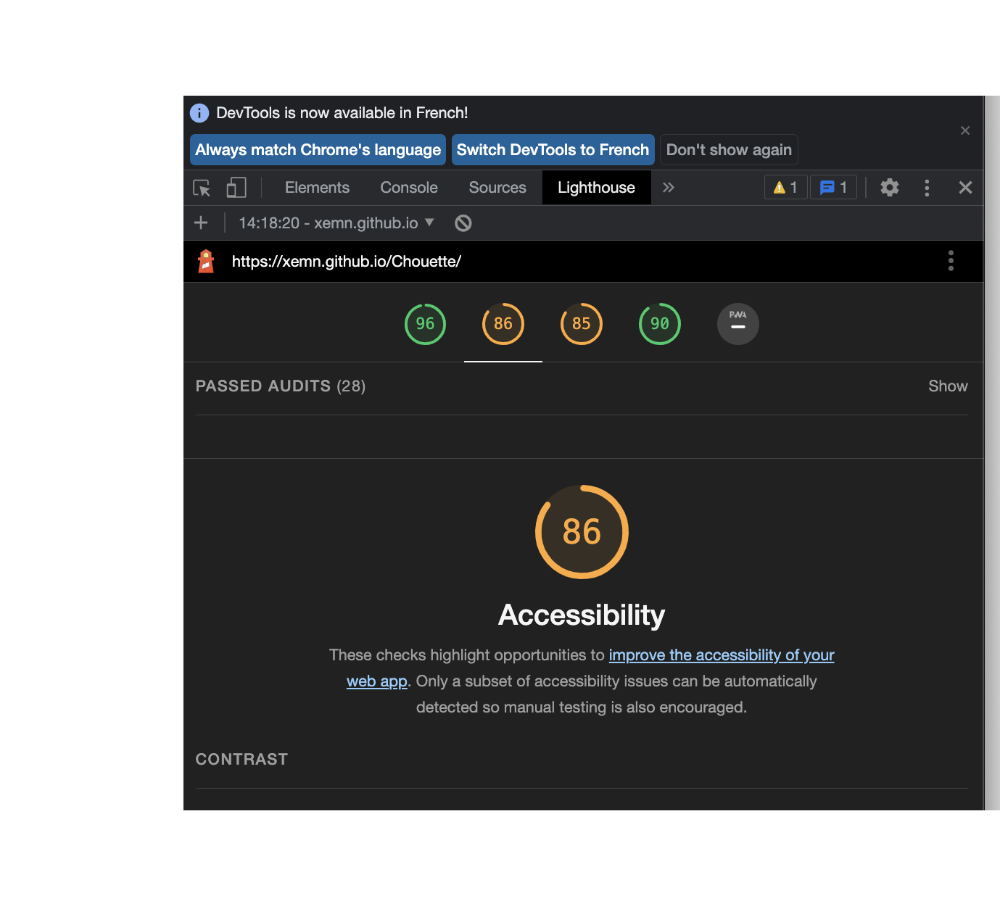 DevTools is now available in French!
Always match Chrome's language Switch DevTools to French Don't show again
Elements Console Sources Lighthouse 1 1
14:18:20 - xemn.github.io
https://xemn.github.io/Chouette/
96 86 85 90 PWA
PASSED AUDITS (28) Show
86
Accessibility
These checks highlight opportunities to improve the accessibility of your
web app. Only a subset of accessibility issues can be automatically
detected so manual testing is also encouraged.
CONTRAST